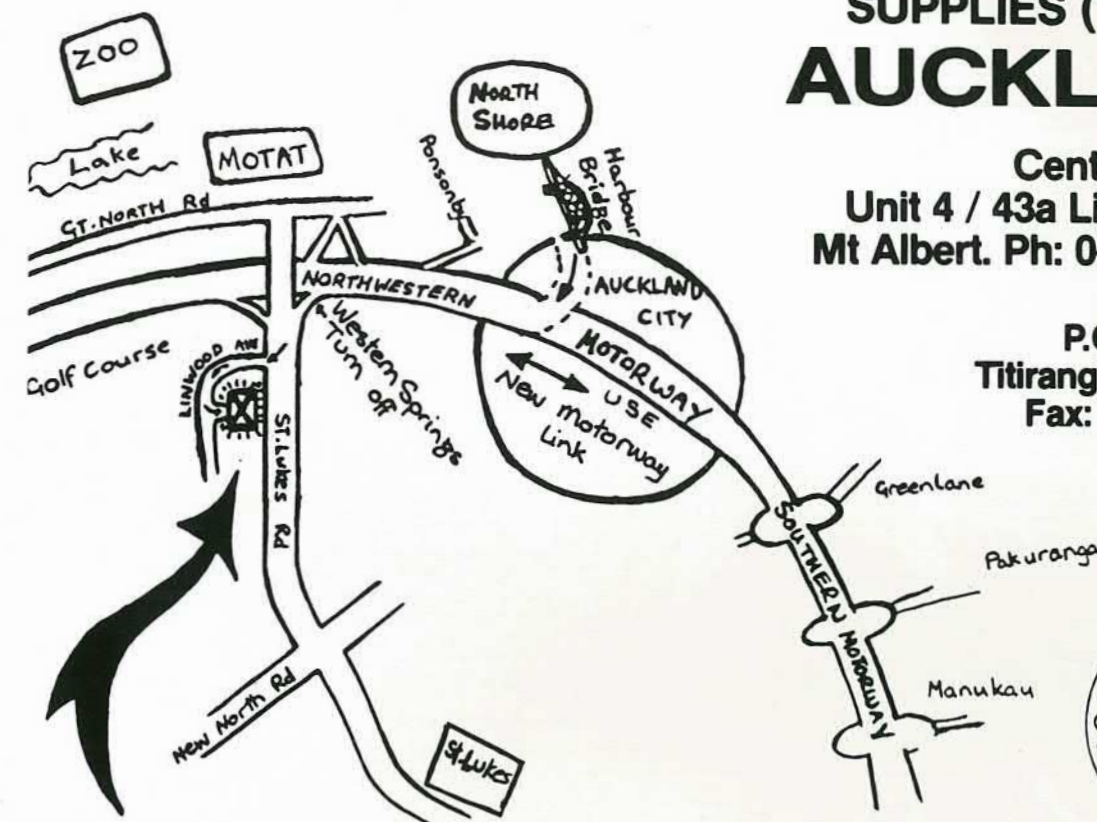 SUPPLIES (
AUCKL
Cent
Unit 4 / 43a Li
Mt Albert. Ph: 0
P.
Titirang
Fax:
ZOO
Lake
MOTAT
GT. NORTH Rd
NORTH
SHORE
Ponsonby
Harbour
Bridge
NORTHWESTERN
MOTORWAY
AUCKLAND
CITY
Western Springs
Turn off
Golf Course
LINWOOD AVE
ST. LUKES Rd
USE
New Motorway
Link
SOUTHERN MOTORWAY
Greenlane
Pakuranga
Manukau
New North Rd
St. Lukes